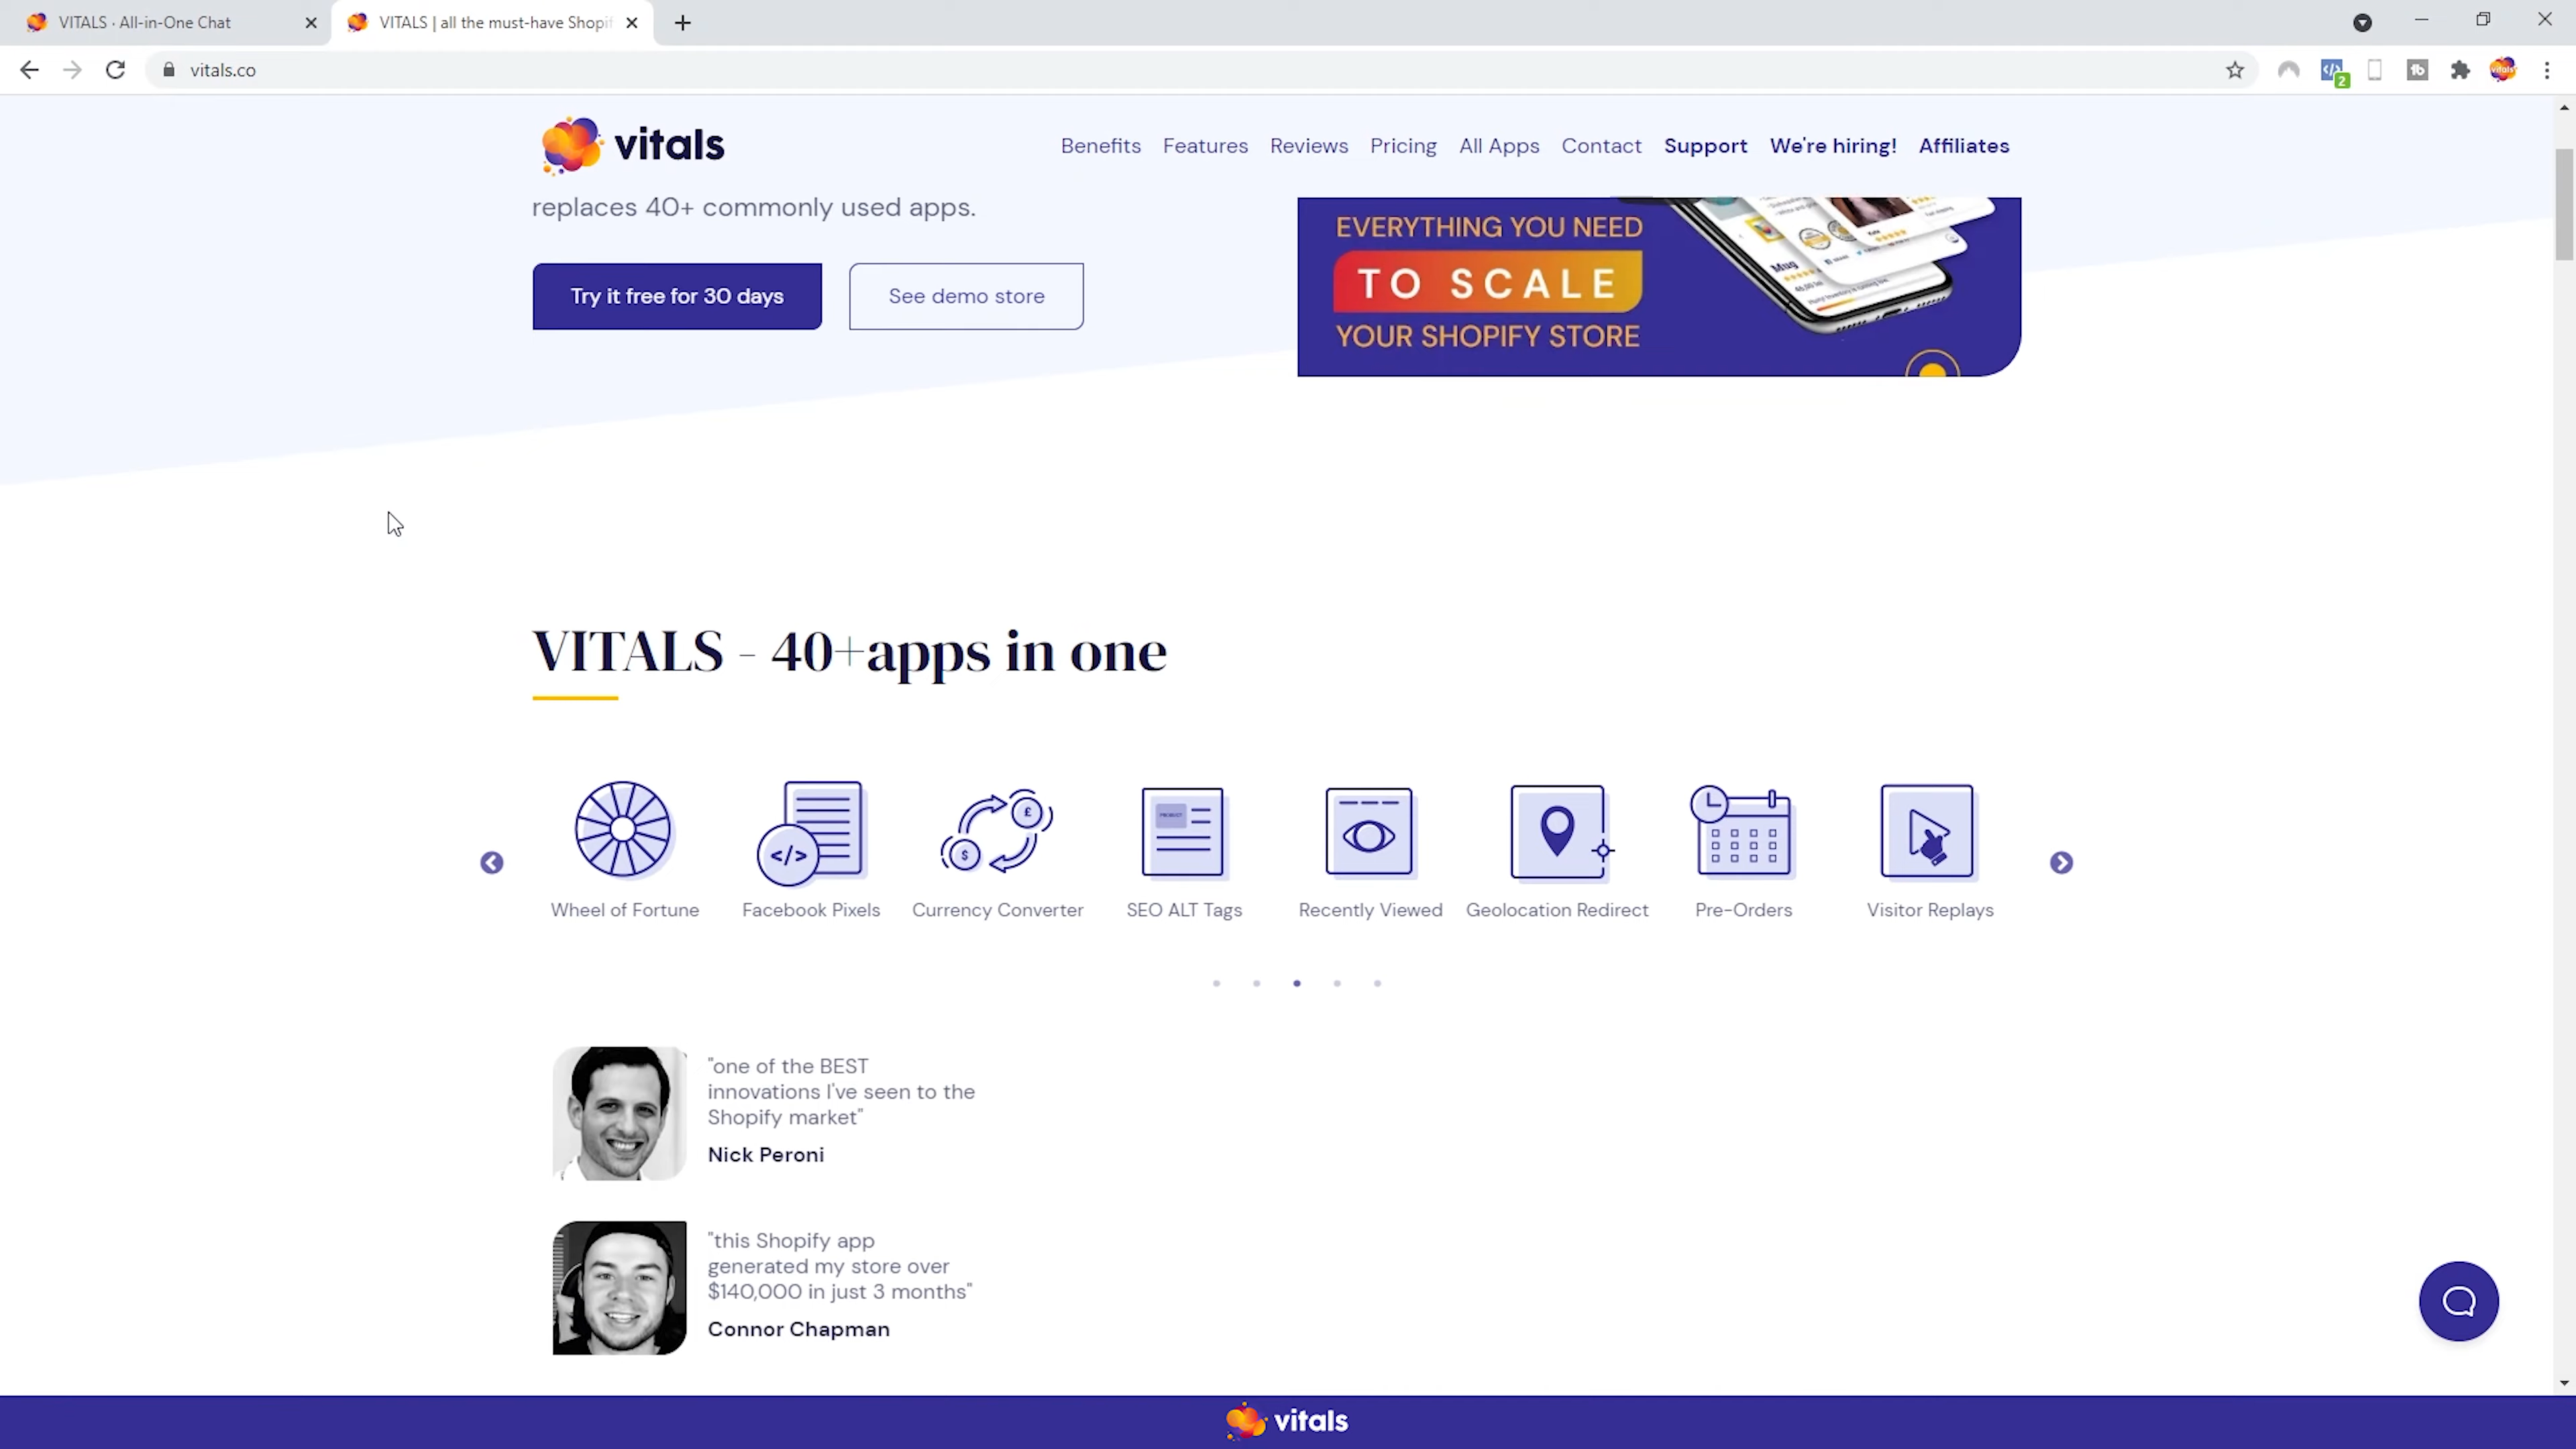 VITALS · All-in-One Chat
VITALS | all the must-have Shopif
vitals.co
2
vitals
Benefits
Features
Reviews
Pricing
All Apps
Contact
Support
We're hiring!
Affiliates
replaces 40+ commonly used apps.
Try it free for 30 days
See demo store
EVERYTHING YOU NEED
TO SCALE
YOUR SHOPIFY STORE
Mug
VITALS - 40+apps in one
Wheel of Fortune
Facebook Pixels
Currency Converter
SEO ALT Tags
Recently Viewed
Geolocation Redirect
Pre-Orders
Visitor Replays
"one of the BEST
innovations I've seen to the
Shopify market"
Nick Peroni
"this Shopify app
generated my store over
$140,000 in just 3 months"
Connor Chapman
vitals